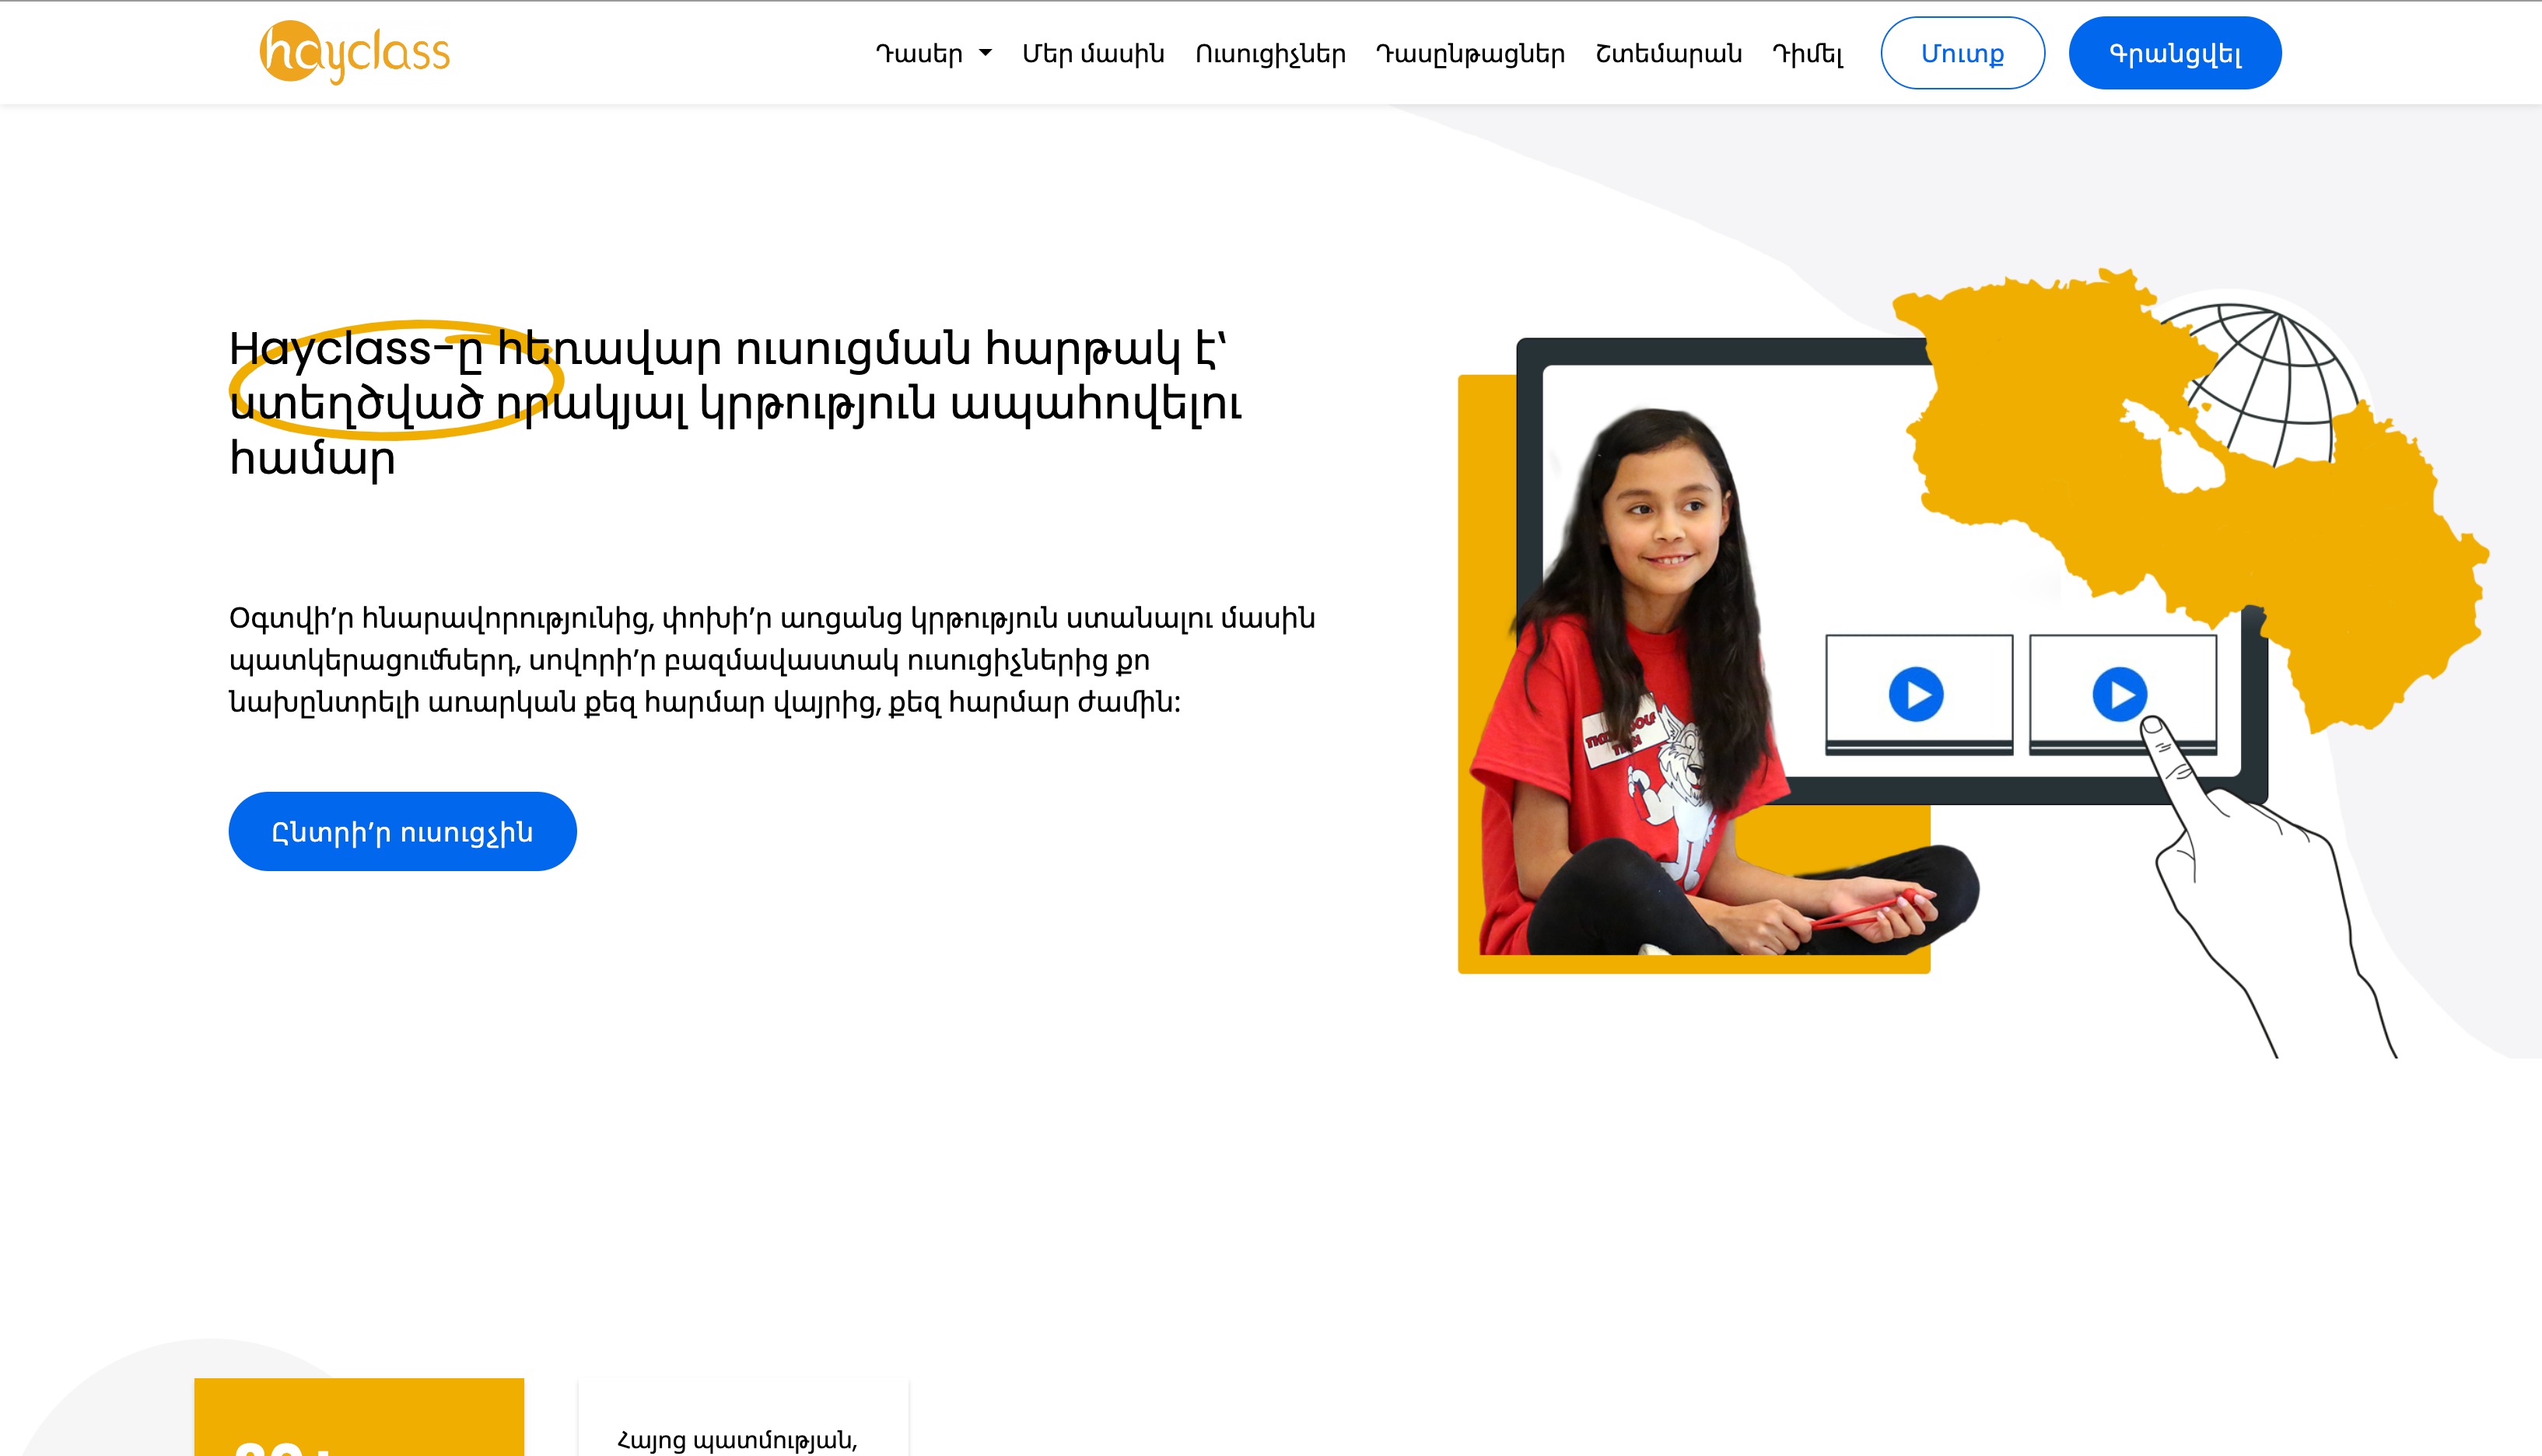 hayclass
Դասեր
Մեր մասին
Ուսուցիչներ
Դասընթացներ
Շտեմարան
Դիմել
Մուտք
Գրանցվել
Hayclass-ը հեռավար ուսուցման հարթակ է՝
ստեղծված որակյալ կրթություն ապահովելու
համար
Օգտվի՛ր հնարավորությունից, փոխի՛ր առցանց կրթություն ստանալու մասին
պատկերացումներդ, սովորի՛ր բազմավաստակ ուսուցիչներից քո
նախընտրելի առարկան քեզ հարմար վայրից, քեզ հարմար ժամին:
Ընտրի՛ր ուսուցչին
Հայոց պատմության,